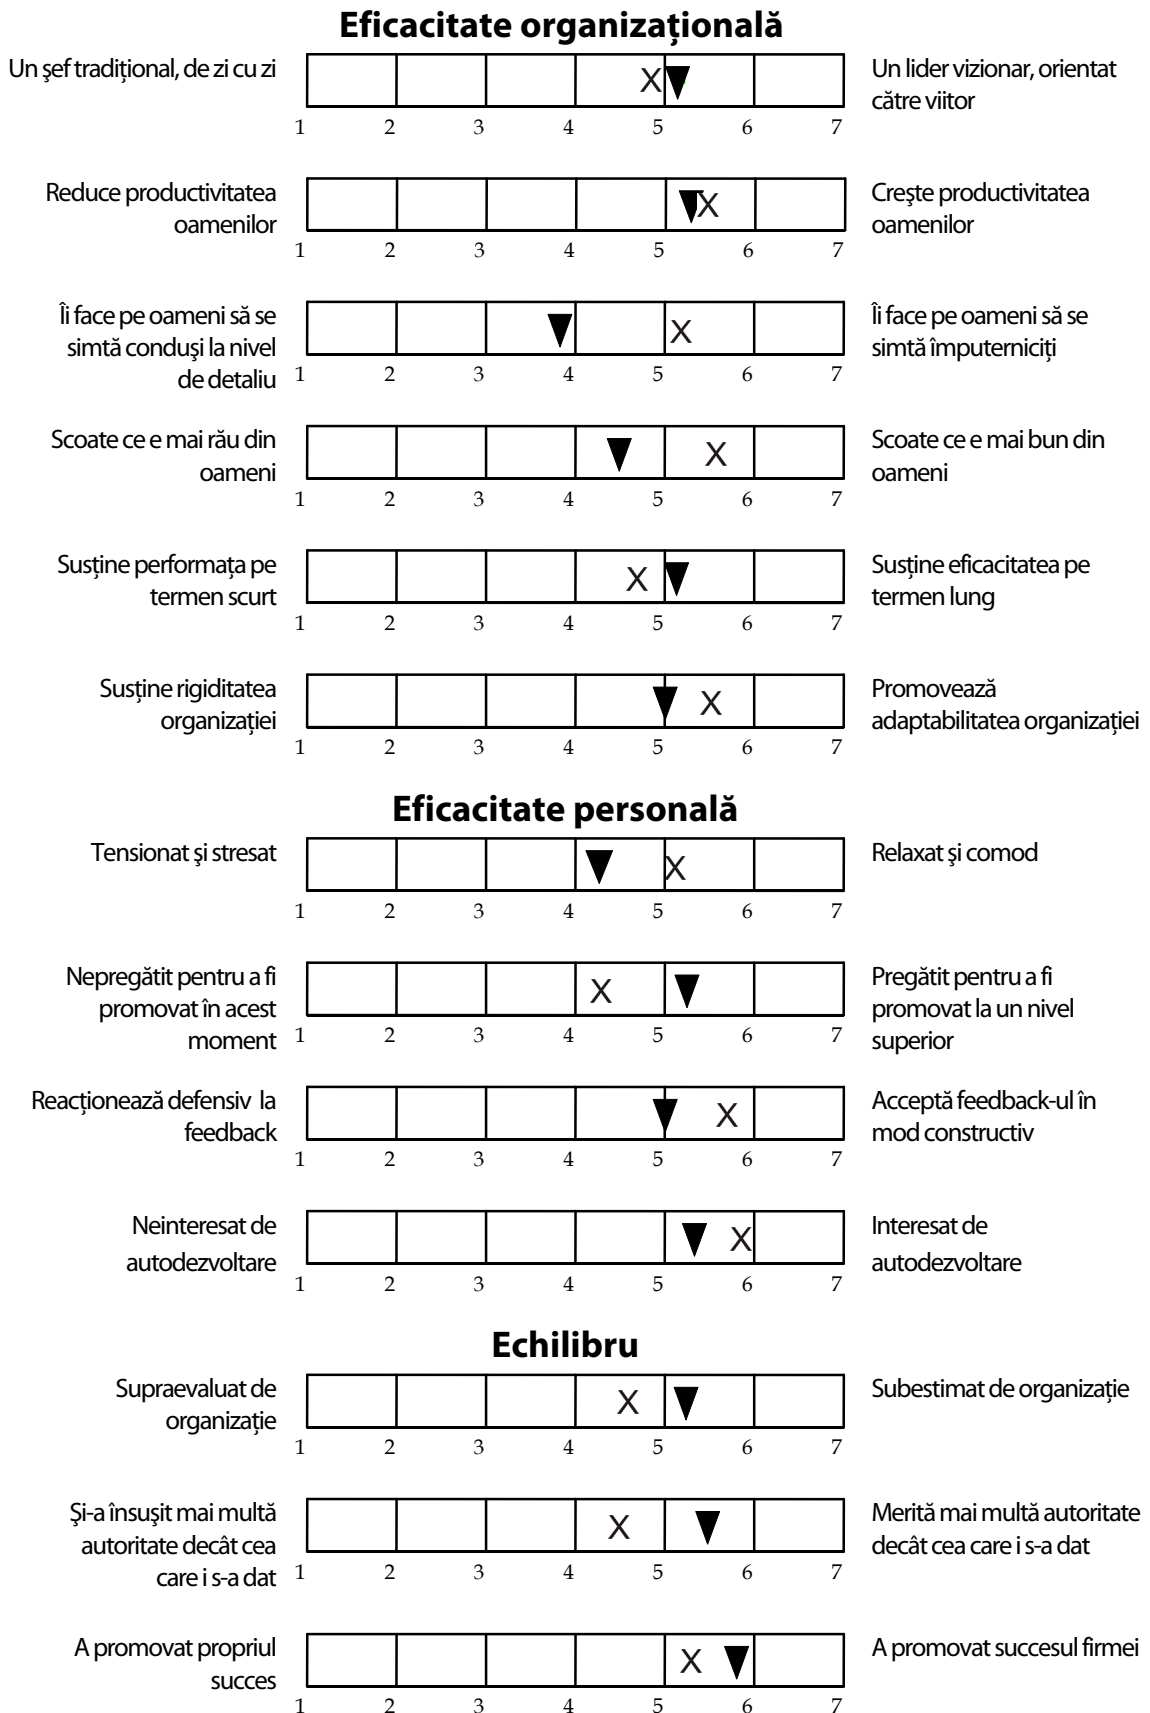 Eficacitate organizațională
Un şef tradițional, de zi cu zi
X
Un lider vizionar, orientat
către viitor
1 2 3 4 5 6 7
Reduce productivitatea
oamenilor
X
Creşte productivitatea
oamenilor
1 2 3 4 5 6 7
Îi face pe oameni să se
simtă conduşi la nivel
de detaliu
X
Îi face pe oameni să se
simtă împuterniciți
1 2 3 4 5 6 7
Scoate ce e mai rău din
oameni
X
Scoate ce e mai bun din
oameni
1 2 3 4 5 6 7
Susține performața pe
termen scurt
X
Susține eficacitatea pe
termen lung
1 2 3 4 5 6 7
Susține rigiditatea
organizației
X
Promovează
adaptabilitatea organizației
1 2 3 4 5 6 7
Eficacitate personală
Tensionat şi stresat
X
Relaxat şi comod
1 2 3 4 5 6 7
Nepregătit pentru a fi
promovat în acest
moment
X
Pregătit pentru a fi
promovat la un nivel
superior
1 2 3 4 5 6 7
Reacționează defensiv la
feedback
X
Acceptă feedback-ul în
mod constructiv
1 2 3 4 5 6 7
Neinteresat de
autodezvoltare
X
Interesat de
autodezvoltare
1 2 3 4 5 6 7
Echilibru
Supraevaluat de
organizație
X
Subestimat de organizație
1 2 3 4 5 6 7
Şi-a însuşit mai multă
autoritate decât cea
care i s-a dat
X
Merită mai multă autoritate
decât cea care i s-a dat
1 2 3 4 5 6 7
A promovat propriul
succes
X
A promovat succesul firmei
1 2 3 4 5 6 7